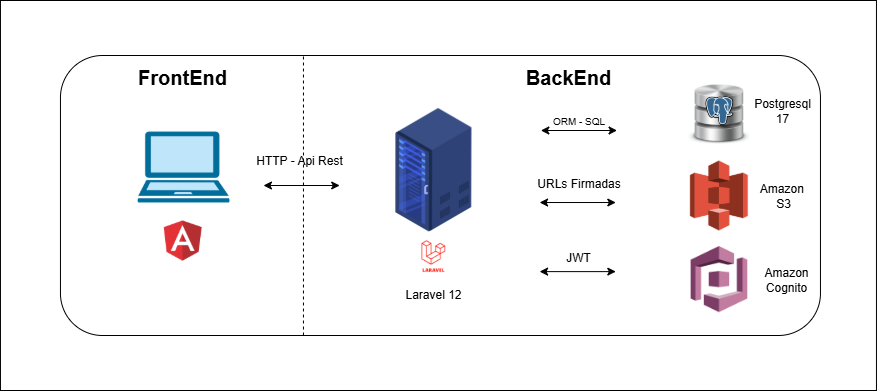 FrontEnd
BackEnd
HTTP - Api Rest
A
LARAVEL
Laravel 12
ORM - SQL
URLs Firmadas
JWT
Postgresql
17
Amazon
S3
Amazon
Cognito